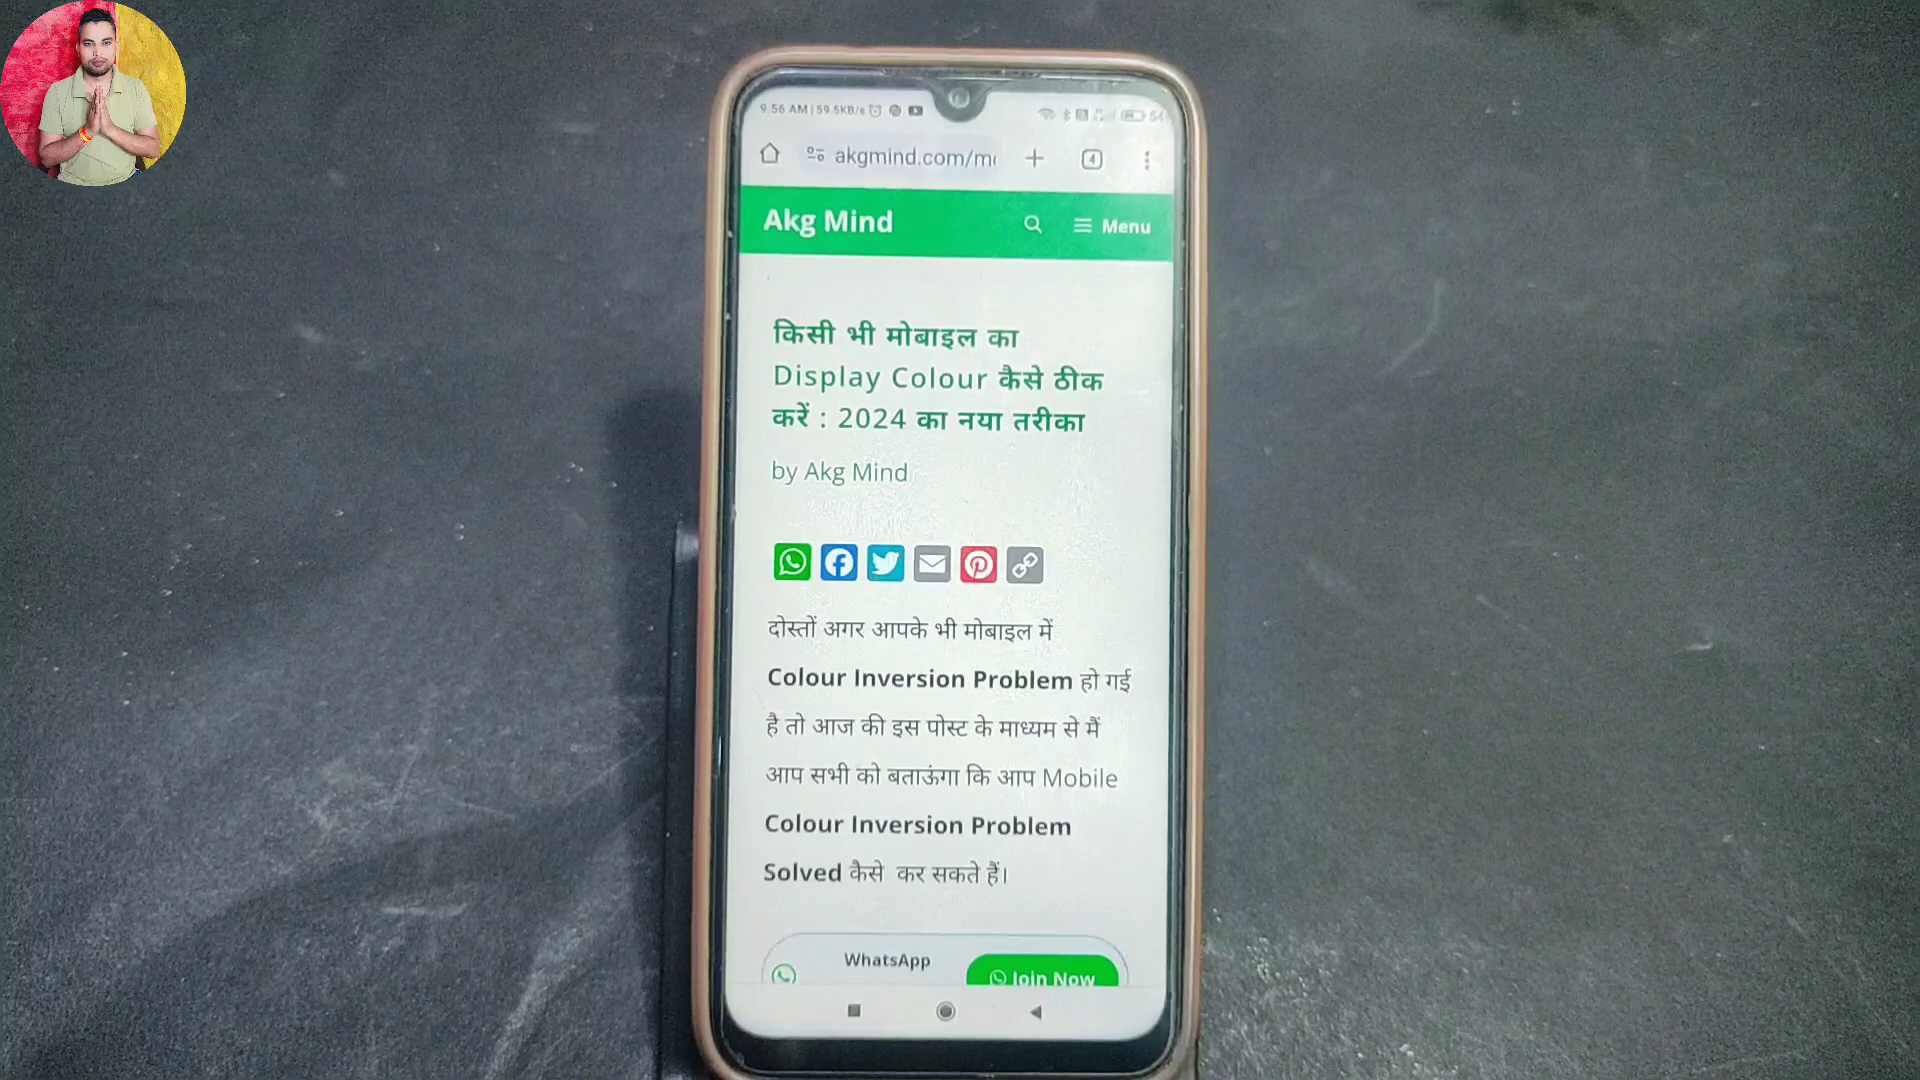 9:56 AM | 59.5KB/s
akgmind.com/m
4
Akg Mind
Menu
किसी भी मोबाइल का
Display Colour कैसे ठीक
करें : 2024 का नया तरीका
by Akg Mind
दोस्तों अगर आपके भी मोबाइल में
Colour Inversion Problem हो गई
है तो आज की इस पोस्ट के माध्यम से मैं
आप सभी को बताऊंगा कि आप Mobile
Colour Inversion Problem
Solved कैसे कर सकते हैं।
WhatsApp
Join Now